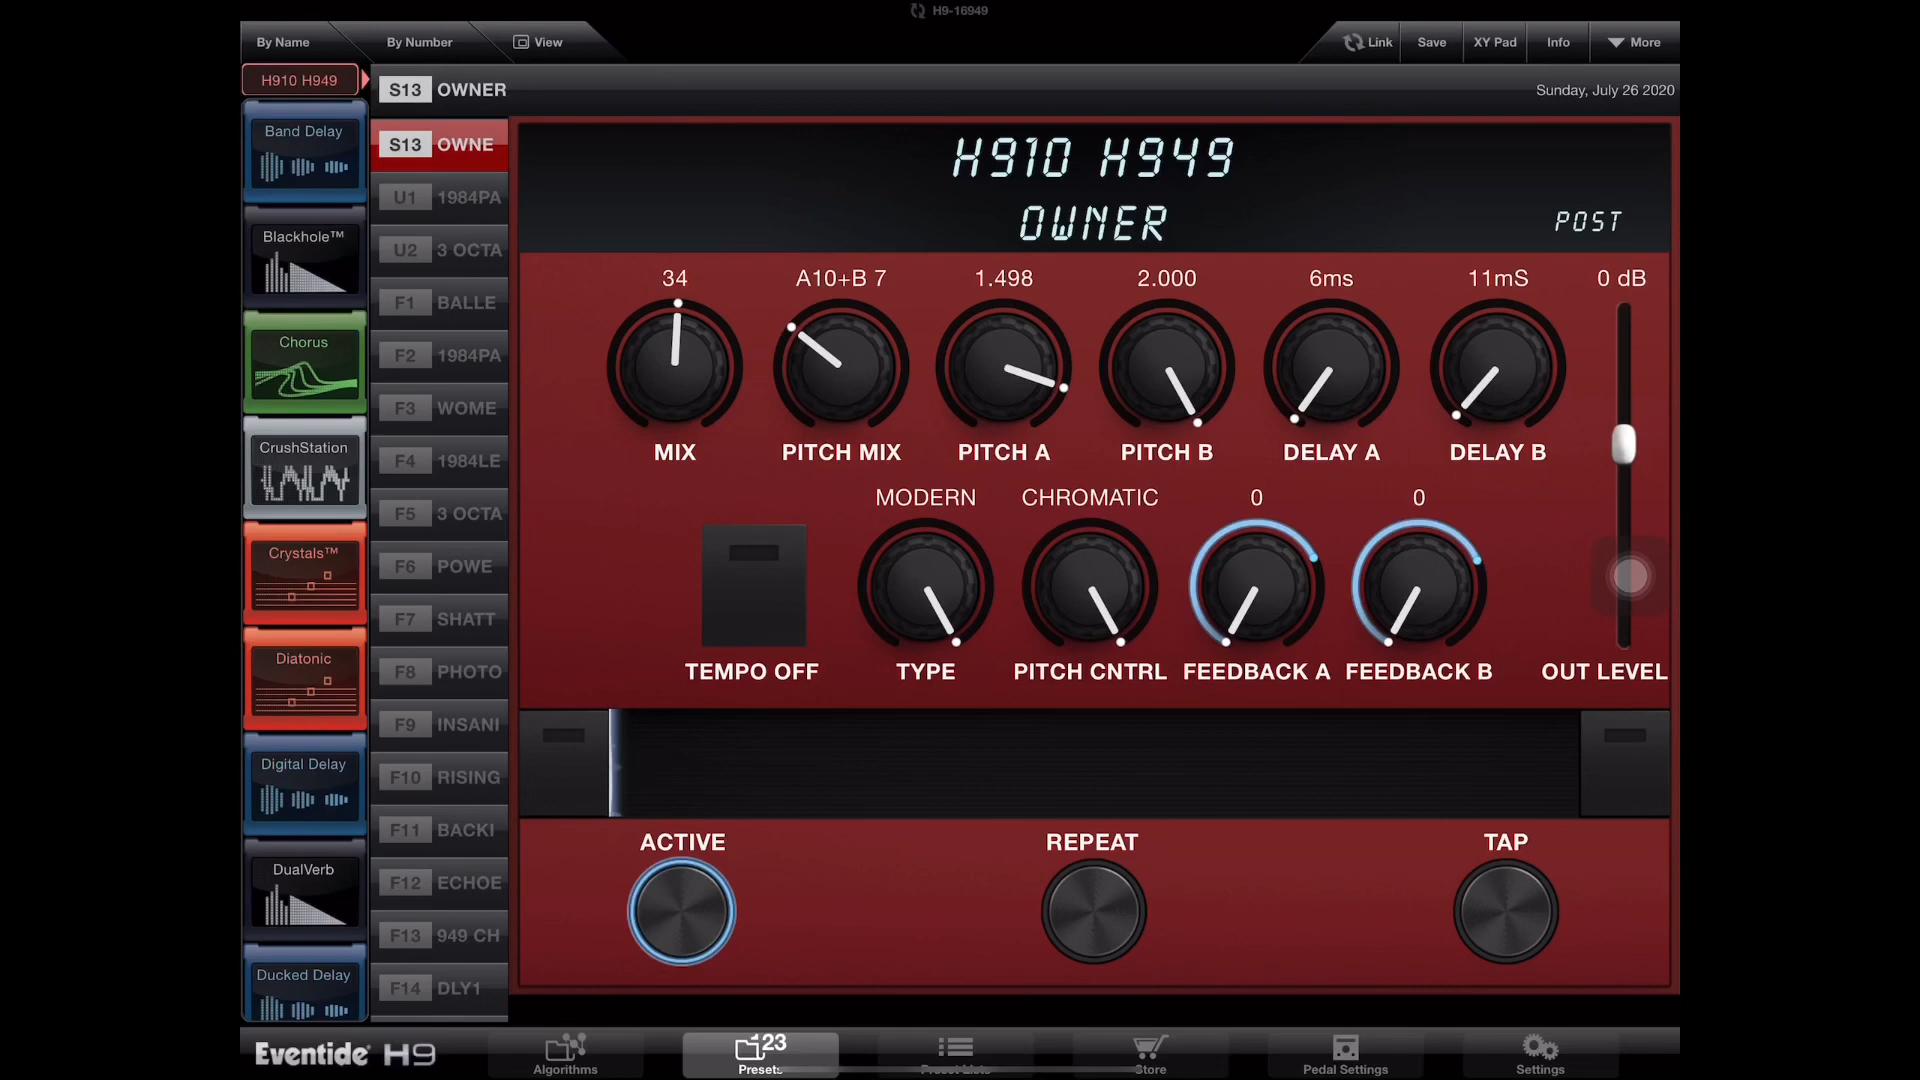 H9-16949
By Name
By Number
View
Link
Save
XY Pad
Info
More
H910 H949
S13 OWNER
Sunday, July 26 2020
Band Delay
Blackhole™
Chorus
CrushStation
Crystals™
Diatonic
Digital Delay
DualVerb
Ducked Delay
S13 OWNE
U1 1984PA
U2 3 OCTA
F1 BALLE
F2 1984PA
F3 WOME
F4 1984LE
F5 3 OCTA
F6 POWE
F7 SHATT
F8 PHOTO
F9 INSANI
F10 RISING
F11 BACKI
F12 ECHOE
F13 949 CH
F14 DLY1
H910 H949
OWNER
POST
34 A10+B 7 1.498 2.000 6ms 11mS 0 dB
MIX PITCH MIX PITCH A PITCH B DELAY A DELAY B
MODERN CHROMATIC 0 0
TEMPO OFF TYPE PITCH CNTRL FEEDBACK A FEEDBACK B OUT LEVEL
ACTIVE REPEAT TAP
Eventide H9
Algorithms
123
Presets
Preset Lists
Store
Pedal Settings
Settings